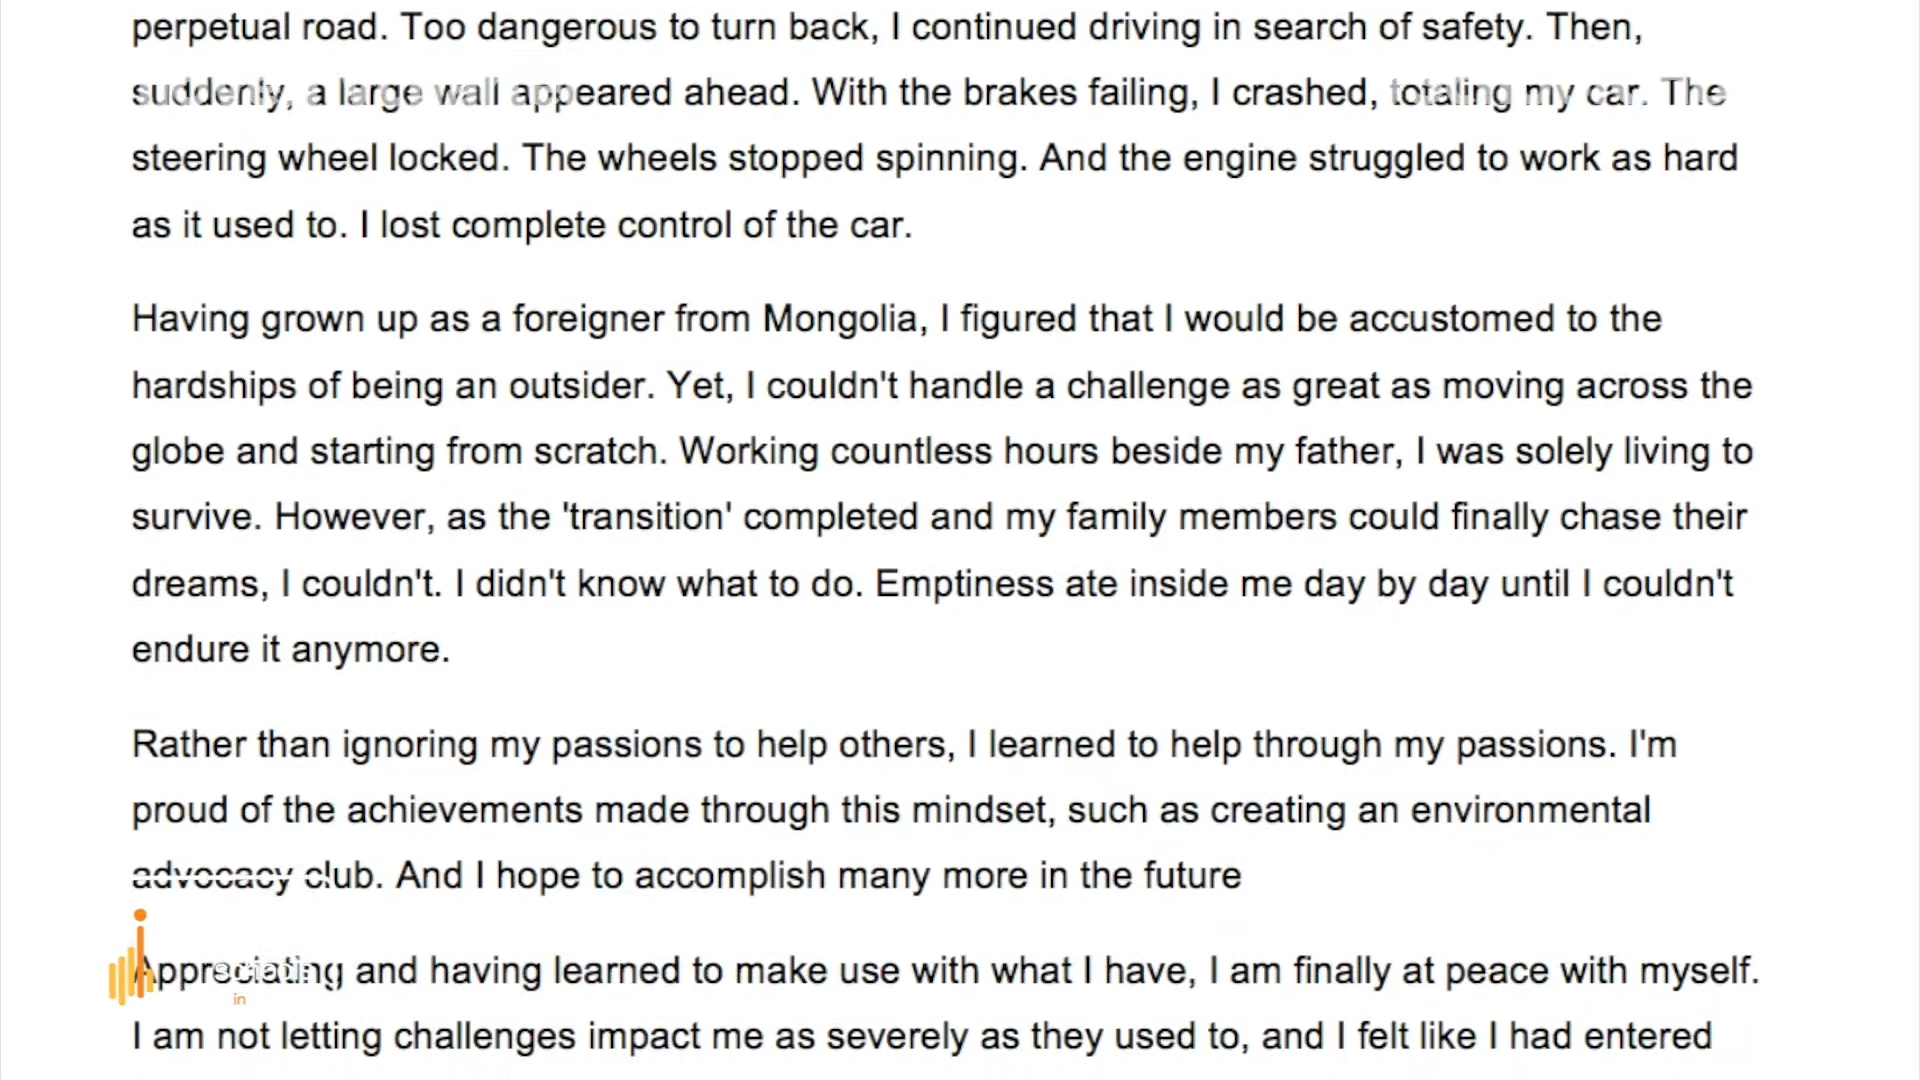 perpetual road. Too dangerous to turn back, I continued driving in search of safety. Then,
suddenly, a large wall appeared ahead. With the brakes failing, I crashed, totaling my car. The
steering wheel locked. The wheels stopped spinning. And the engine struggled to work as hard
as it used to. I lost complete control of the car.
Having grown up as a foreigner from Mongolia, I figured that I would be accustomed to the
hardships of being an outsider. Yet, I couldn't handle a challenge as great as moving across the
globe and starting from scratch. Working countless hours beside my father, I was solely living to
survive. However, as the 'transition' completed and my family members could finally chase their
dreams, I couldn't. I didn't know what to do. Emptiness ate inside me day by day until I couldn't
endure it anymore.
Rather than ignoring my passions to help others, I learned to help through my passions. I'm
proud of the achievements made through this mindset, such as creating an environmental
advocacy club. And I hope to accomplish many more in the future
Appreciating and having learned to make use with what I have, I am finally at peace with myself.
schools
in
I am not letting challenges impact me as severely as they used to, and I felt like I had entered